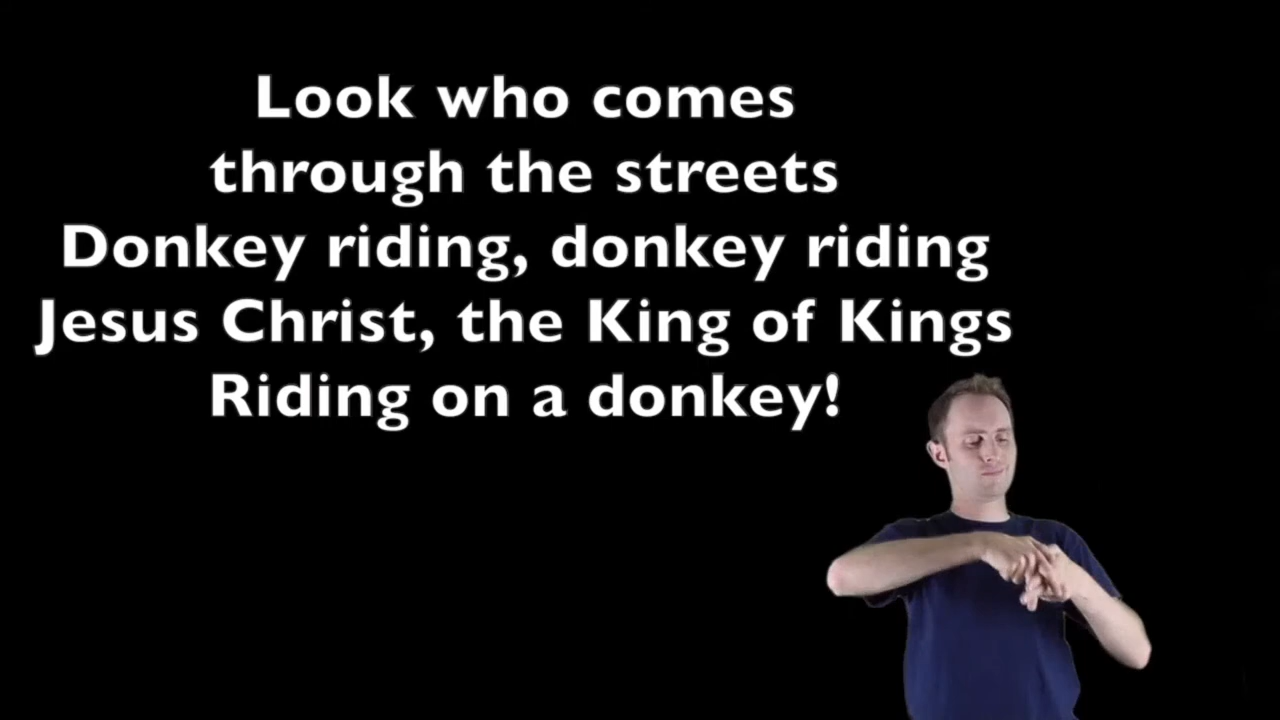 Look who comes
through the streets
Donkey riding, donkey riding
Jesus Christ, the King of Kings
Riding on a donkey!